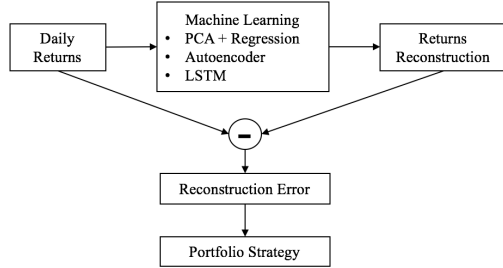 Daily
Returns
Machine Learning
• PCA + Regression
• Autoencoder
• LSTM
Returns
Reconstruction
-
Reconstruction Error
Portfolio Strategy